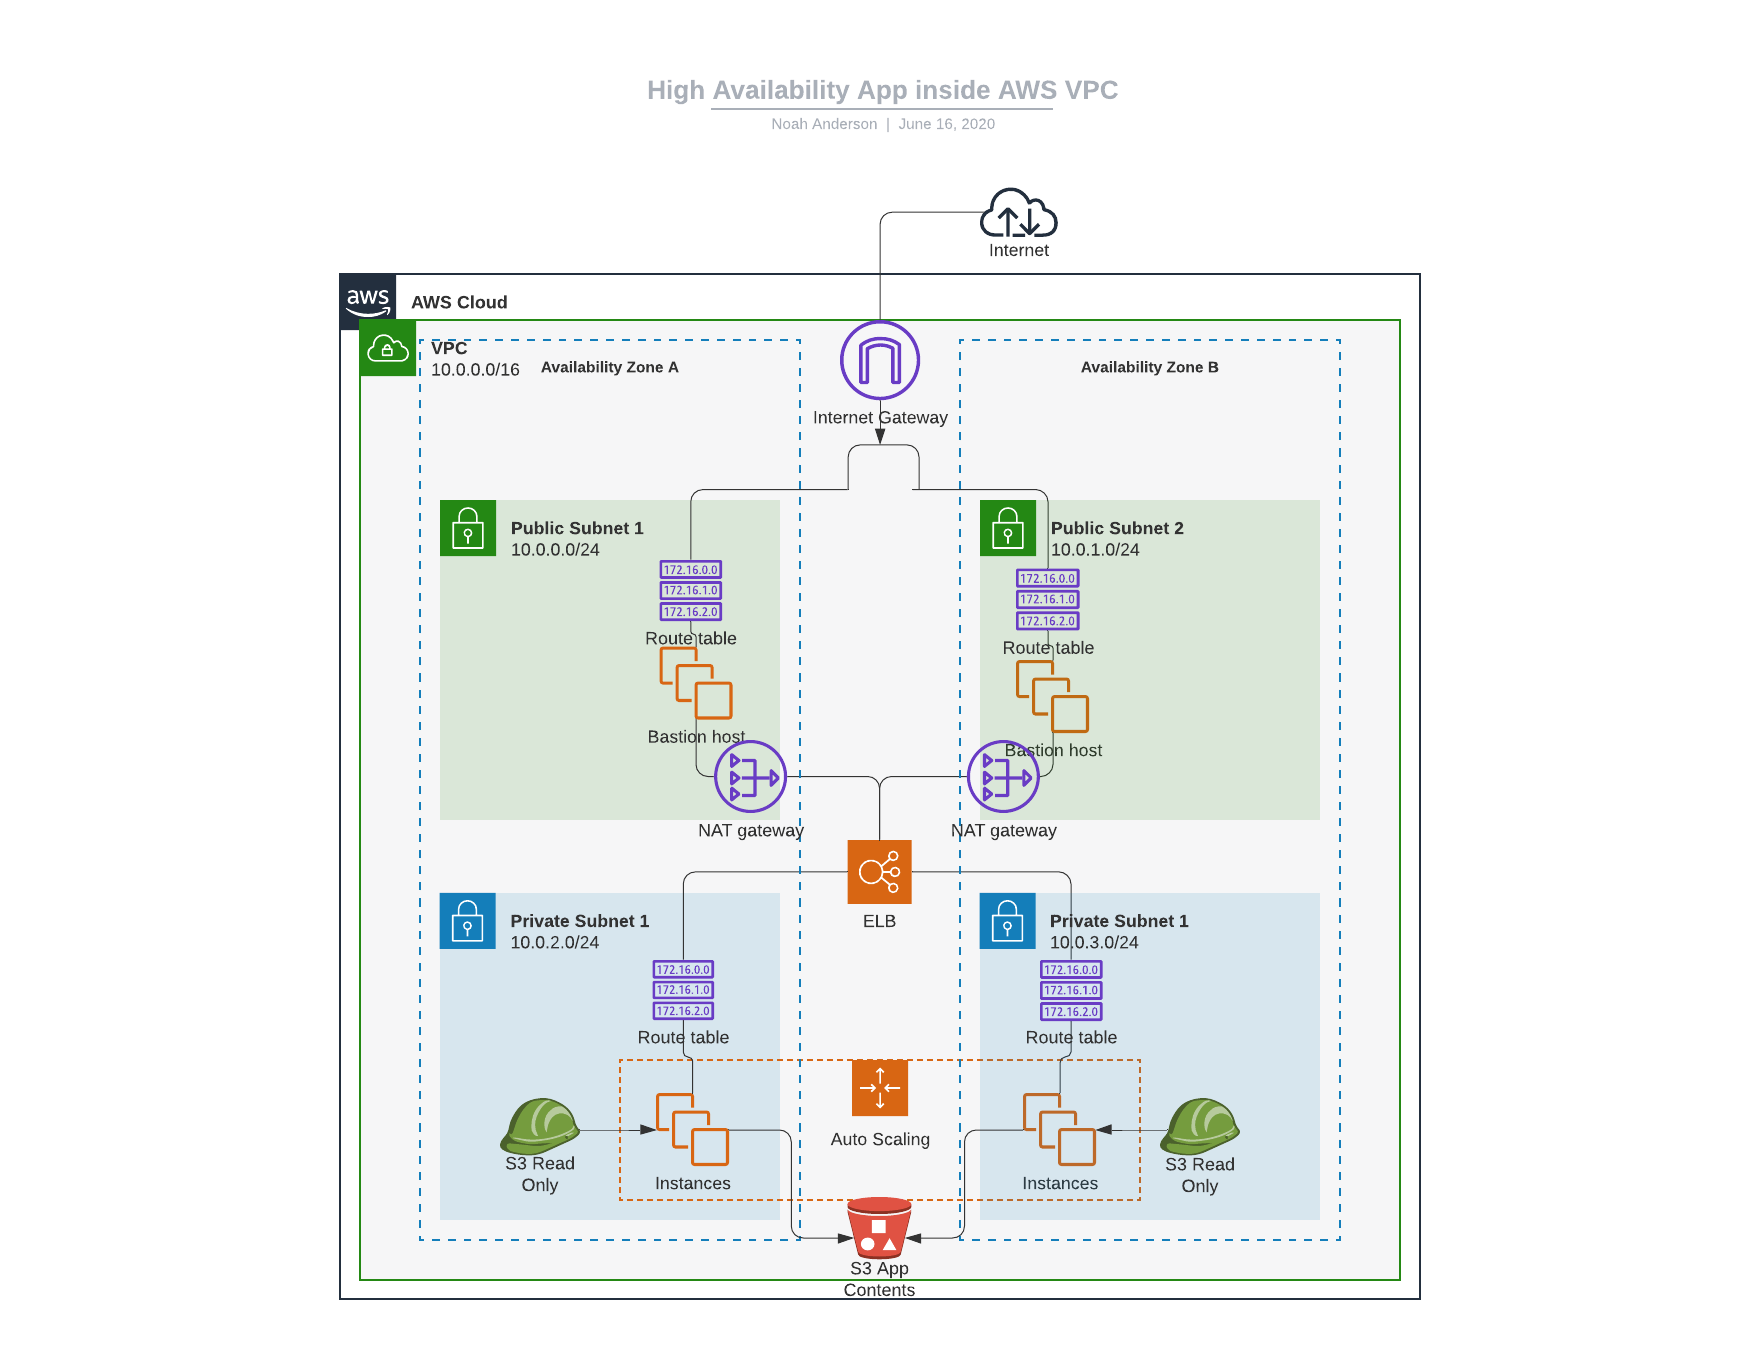 High Availability App inside AWS VPC
Noah Anderson | June 16, 2020
Internet
aws
AWS Cloud
VPC
10.0.0.0/16
Availability Zone A
Availability Zone B
Internet Gateway
Public Subnet 1
10.0.0.0/24
172.16.0.0
172.16.1.0
172.16.2.0
Route table
Bastion host
NAT gateway
Public Subnet 2
10.0.1.0/24
172.16.0.0
172.16.1.0
172.16.2.0
Route table
Bastion host
NAT gateway
ELB
Private Subnet 1
10.0.2.0/24
172.16.0.0
172.16.1.0
172.16.2.0
Route table
Private Subnet 1
10.0.3.0/24
172.16.0.0
172.16.1.0
172.16.2.0
Route table
Auto Scaling
S3 Read
Only
Instances
Instances
S3 Read
Only
S3 App
Contents